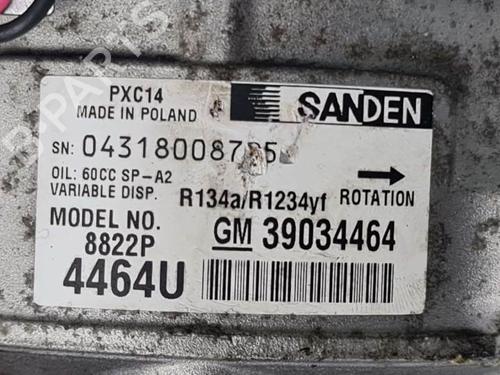 PXC14
MADE IN POLAND
SANDEN
SN:
OIL: 60CC SP-A2
VARIABLE DISP.
R134a/R1234yf
ROTATION
MODEL NO.
8822P
GM 39034464
4464U